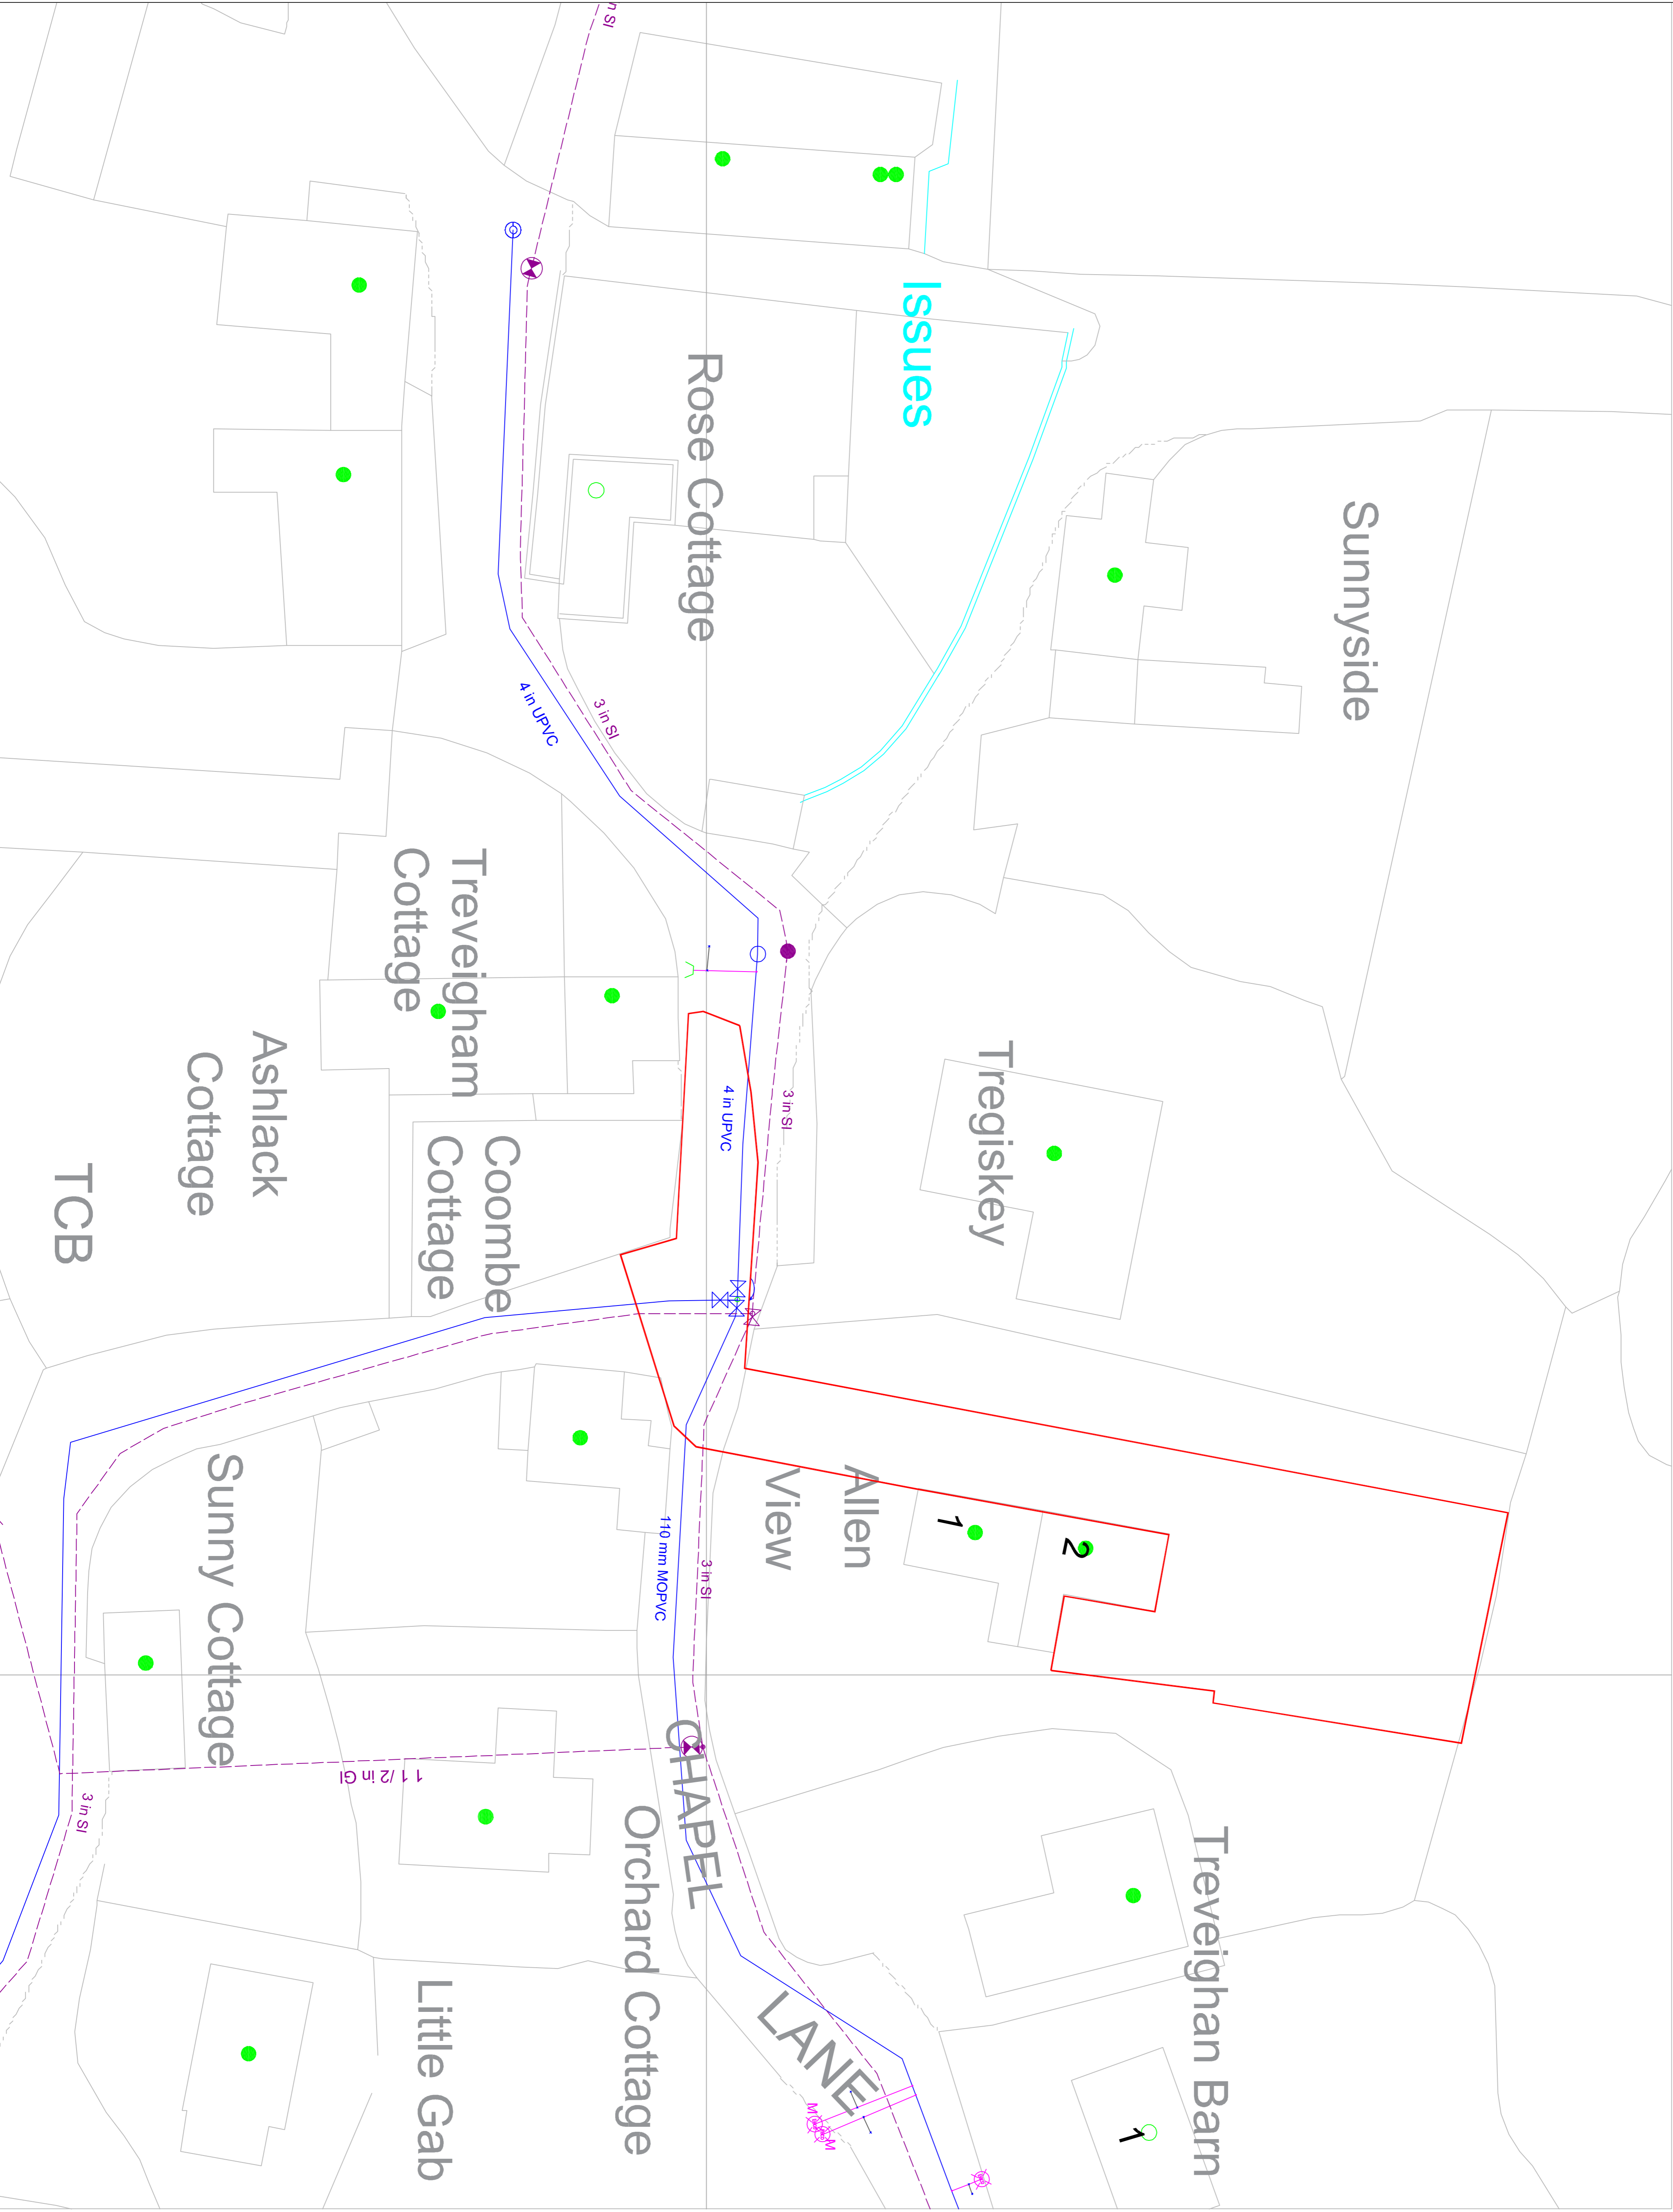 n SI
Issues
Rose Cottage
Sunnyside
3 in SI
4 in UPVC
Treveigham
Cottage
Ashlack
Cottage
TCB
Coombe
Cottage
4 in UPVC
3 in SI
Tregiskey
Allen
View
1
2
Sunny Cottage
110 mm MOPVC
3 in SI
1 1/2 in GI
3 in SI
CHAPEL
LANE
Orchard Cottage
Little Gab
Treveighan Barn
1
M
M